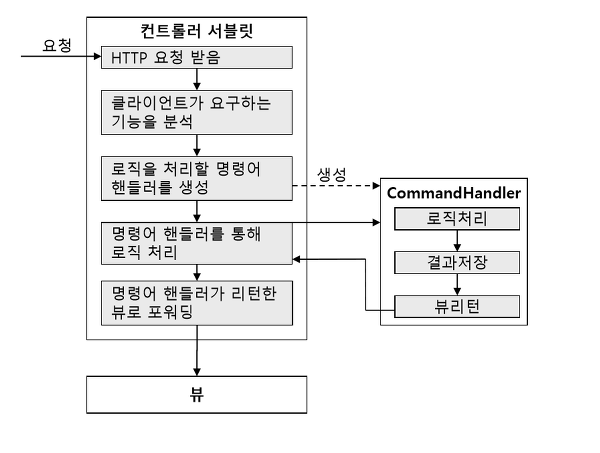 컨트롤러 서블릿
요청
HTTP 요청 받음
클라이언트가 요구하는
기능을 분석
로직을 처리할 명령어
핸들러를 생성
생성
명령어 핸들러를 통해
로직 처리
명령어 핸들러가 리턴한
뷰로 포워딩
뷰
CommandHandler
로직처리
결과저장
뷰리턴